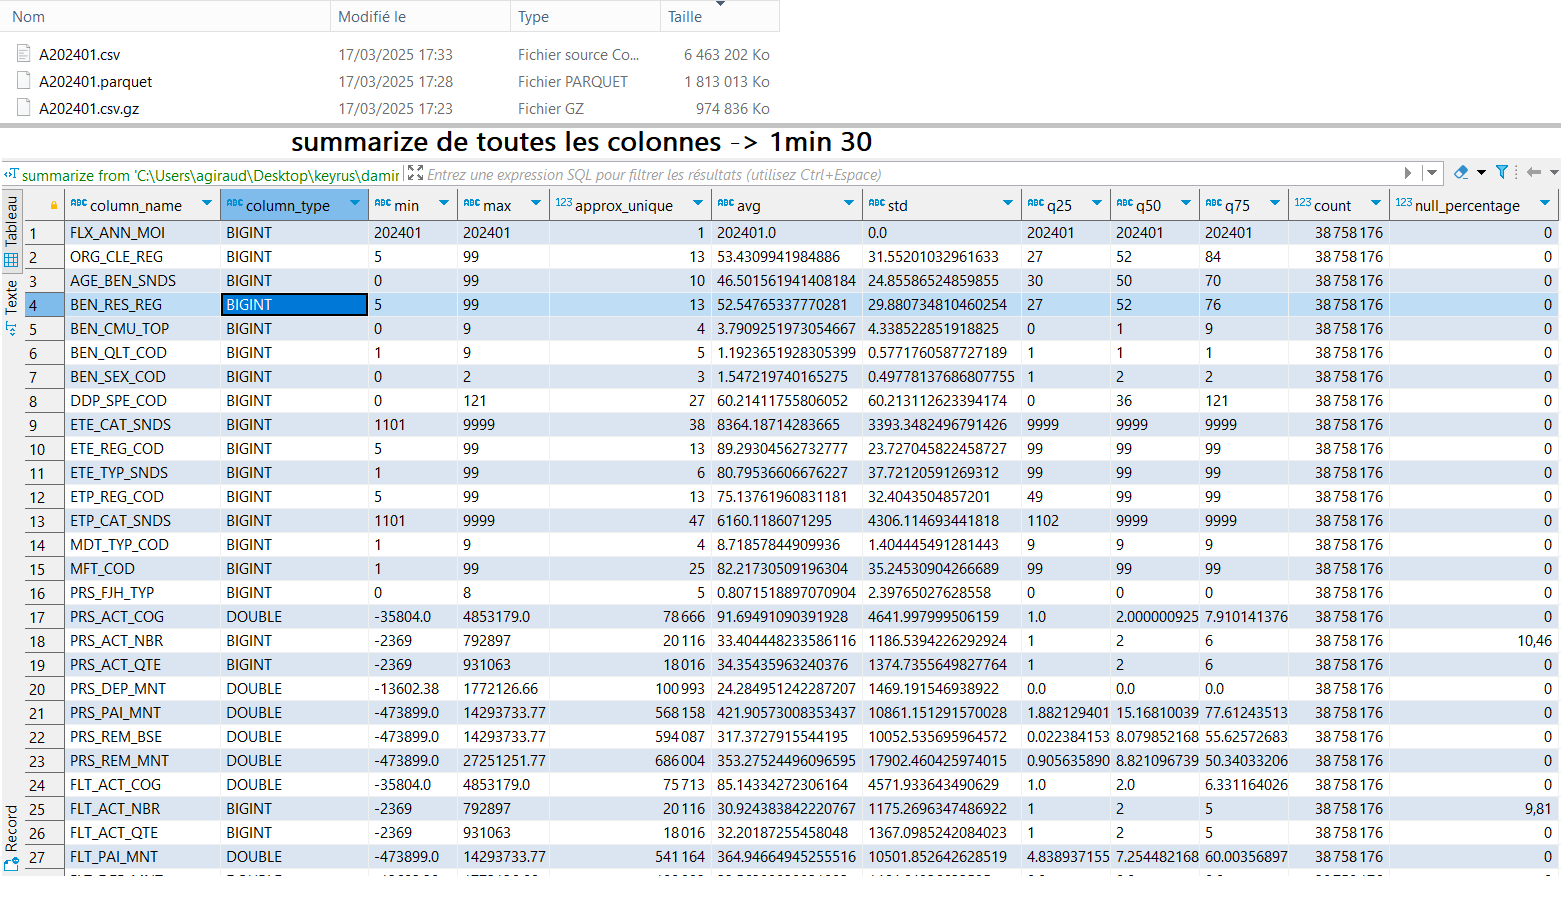 Nom Modifié le Type Taille
A202401.csv 17/03/2025 17:33 Fichier source Co... 6 463 202 Ko
A202401.parquet 17/03/2025 17:28 Fichier PARQUET 1 813 013 Ko
A202401.csv.gz 17/03/2025 17:23 Fichier GZ 974 836 Ko
summarize de toutes les colonnes -> 1min 30
summarize from 'C:\Users\agiraud\Desktop\keyrus\damir Entrez une expression SQL pour filtrer les résultats (utilisez Ctrl+Espace)
Tableau
Texte
Record
column_name column_type min max approx_unique avg std q25 q50 q75 count null_percentage
1 FLX_ANN_MOI BIGINT 202401 202401 1 202401.0 0.0 202401 202401 202401 38 758 176 0
2 ORG_CLE_REG BIGINT 5 99 13 53.4309941984886 31.55201032961633 27 52 84 38 758 176 0
3 AGE_BEN_SNDS BIGINT 0 99 10 46.501561941408184 24.85586524859855 30 50 70 38 758 176 0
4 BEN_RES_REG BIGINT 5 99 13 52.54765337770281 29.880734810460254 27 52 76 38 758 176 0
5 BEN_CMU_TOP BIGINT 0 9 4 3.7909251973054667 4.338522851918825 0 1 9 38 758 176 0
6 BEN_QLT_COD BIGINT 1 9 5 1.1923651928305399 0.5771760587727189 1 1 1 38 758 176 0
7 BEN_SEX_COD BIGINT 0 2 3 1.547219740165275 0.49778137686807755 1 2 2 38 758 176 0
8 DDP_SPE_COD BIGINT 0 121 27 60.21411755806052 60.213112623394174 0 36 121 38 758 176 0
9 ETE_CAT_SNDS BIGINT 1101 9999 38 8364.18714283665 3393.3482496791426 9999 9999 9999 38 758 176 0
10 ETE_REG_COD BIGINT 5 99 13 89.29304562732777 23.727045822458727 99 99 99 38 758 176 0
11 ETE_TYP_SNDS BIGINT 1 99 6 80.79536606676227 37.72120591269312 99 99 99 38 758 176 0
12 ETP_REG_COD BIGINT 5 99 13 75.13761960831181 32.4043504857201 49 99 99 38 758 176 0
13 ETP_CAT_SNDS BIGINT 1101 9999 47 6160.1186071295 4306.114693441818 1102 9999 9999 38 758 176 0
14 MDT_TYP_COD BIGINT 1 9 4 8.71857844909936 1.404445491281443 9 9 9 38 758 176 0
15 MFT_COD BIGINT 1 99 25 82.21730509196304 35.24530904266689 99 99 99 38 758 176 0
16 PRS_FJH_TYP BIGINT 0 8 5 0.8071518897070904 2.39765027628558 0 0 0 38 758 176 0
17 PRS_ACT_COG DOUBLE -35804.0 4853179.0 78 666 91.694910390391928 4641.997999506159 1.0 2.000000925 7.910141376 38 758 176 0
18 PRS_ACT_NBR BIGINT -2369 792897 20 116 33.404448233586116 1186.5394226292924 1 2 6 38 758 176 10,46
19 PRS_ACT_QTE BIGINT -2369 931063 18 016 34.35435963240376 1374.7355649827764 1 2 6 38 758 176 0
20 PRS_DEP_MNT DOUBLE -13602.38 1772126.66 100 993 24.284951242287207 1469.191546938922 0.0 0.0 0.0 38 758 176 0
21 PRS_PAI_MNT DOUBLE -473899.0 14293733.77 568 158 421.90573008353437 10861.151291570028 1.882129401 15.16810039 77.61243513 38 758 176 0
22 PRS_REM_BSE DOUBLE -473899.0 14293733.77 594 087 317.3727915544195 10052.535695964572 0.022384153 8.079852168 55.62572683 38 758 176 0
23 PRS_REM_MNT DOUBLE -473899.0 27251251.77 686 004 353.27524496096595 17902.460425974015 0.905635890 8.821096739 50.34033206 38 758 176 0
24 FLT_ACT_COG DOUBLE -35804.0 4853179.0 75 713 85.14334272306164 4571.933643490629 1.0 2.0 6.331164026 38 758 176 0
25 FLT_ACT_NBR BIGINT -2369 792897 20 116 30.924383842220767 1175.2696347486922 1 2 5 38 758 176 9,81
26 FLT_ACT_QTE BIGINT -2369 931063 18 016 32.20187255458048 1367.0985242084023 1 2 5 38 758 176 0
27 FLT_PAI_MNT DOUBLE -473899.0 14293733.77 541 164 364.94664945255516 10501.852642628519 4.838937155 7.254482168 60.00356897 38 758 176 0